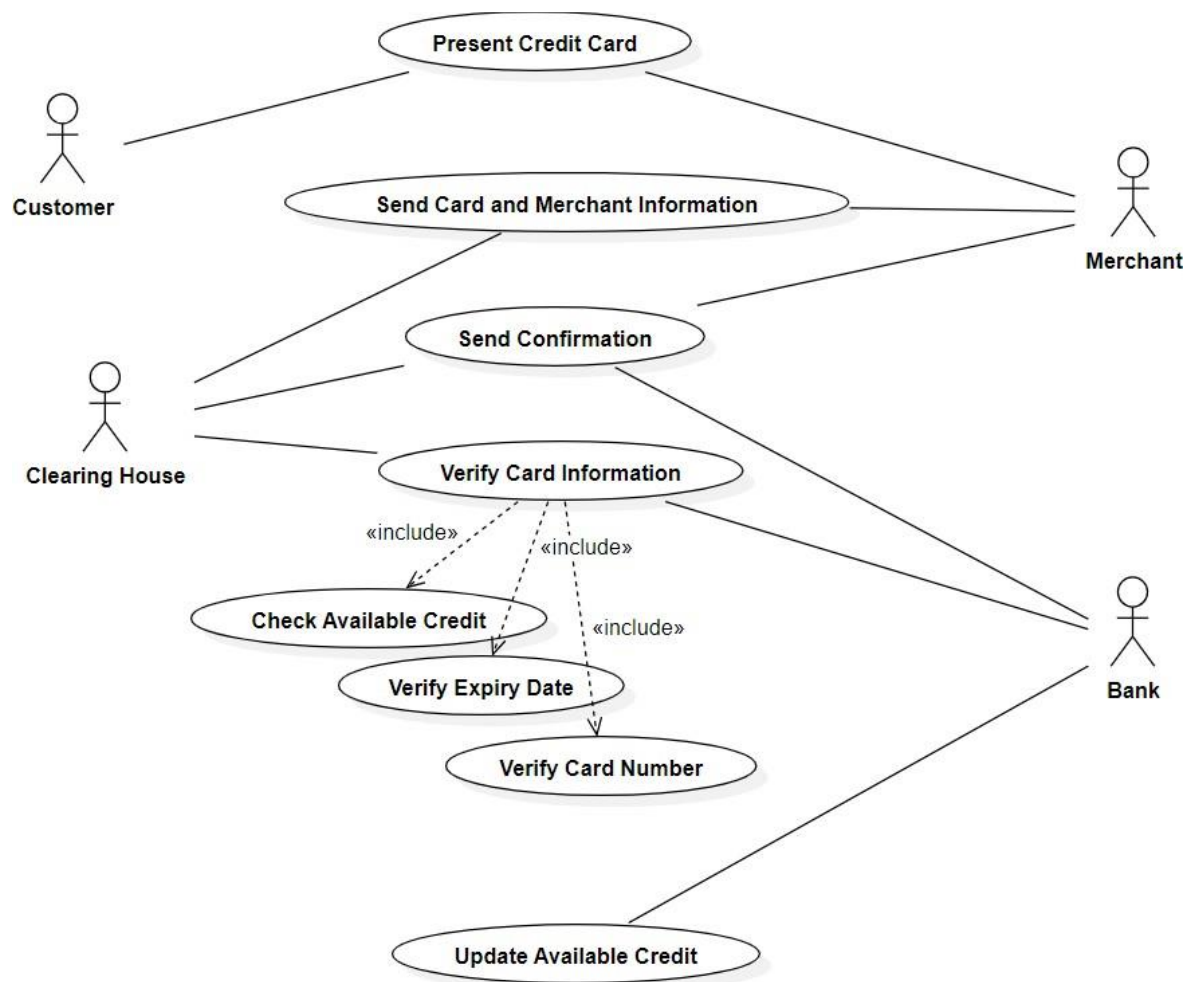 Present Credit Card
Customer
Send Card and Merchant Information
Merchant
Send Confirmation
Clearing House
Verify Card Information
«include»
«include»
Check Available Credit
«include»
Verify Expiry Date
Bank
Verify Card Number
Update Available Credit